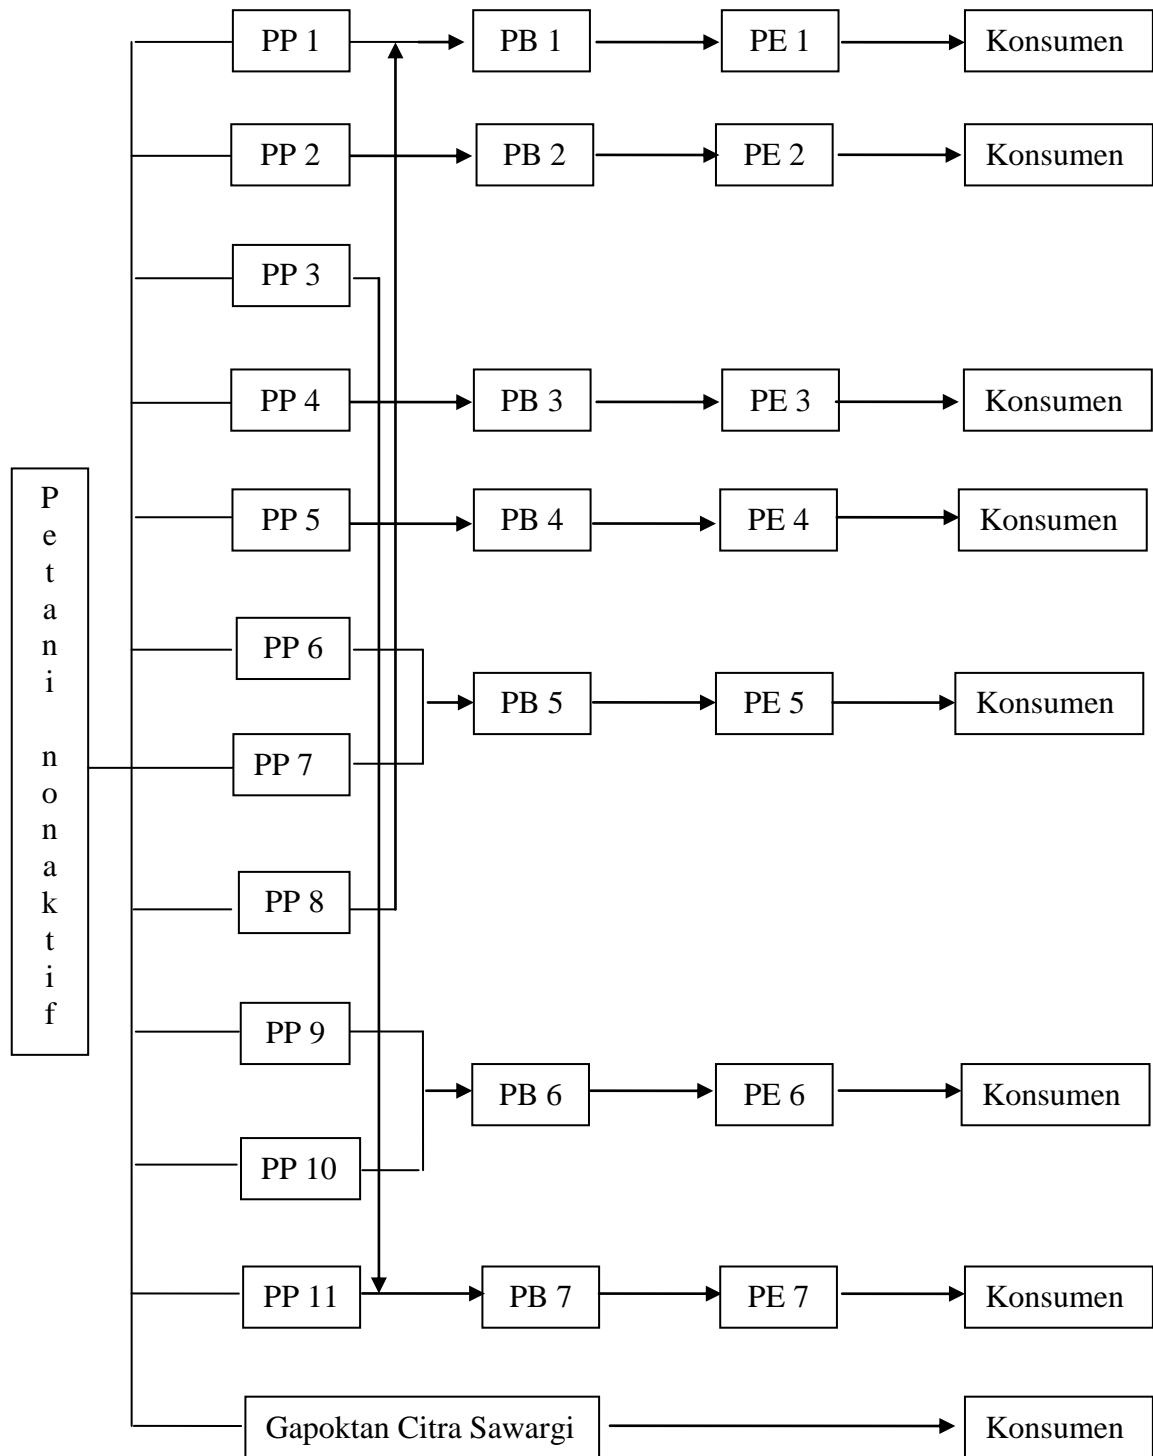 PP 1 PB 1 PE 1 Konsumen
PP 2 PB 2 PE 2 Konsumen
PP 3
PP 4 PB 3 PE 3 Konsumen
PP 5 PB 4 PE 4 Konsumen
P
e
t
a
n
i
n
o
n
a
k
t
i
f
PP 6
PB 5 PE 5 Konsumen
PP 7
PP 8
PP 9
PB 6 PE 6 Konsumen
PP 10
PP 11 PB 7 PE 7 Konsumen
Gapoktan Citra Sawargi Konsumen